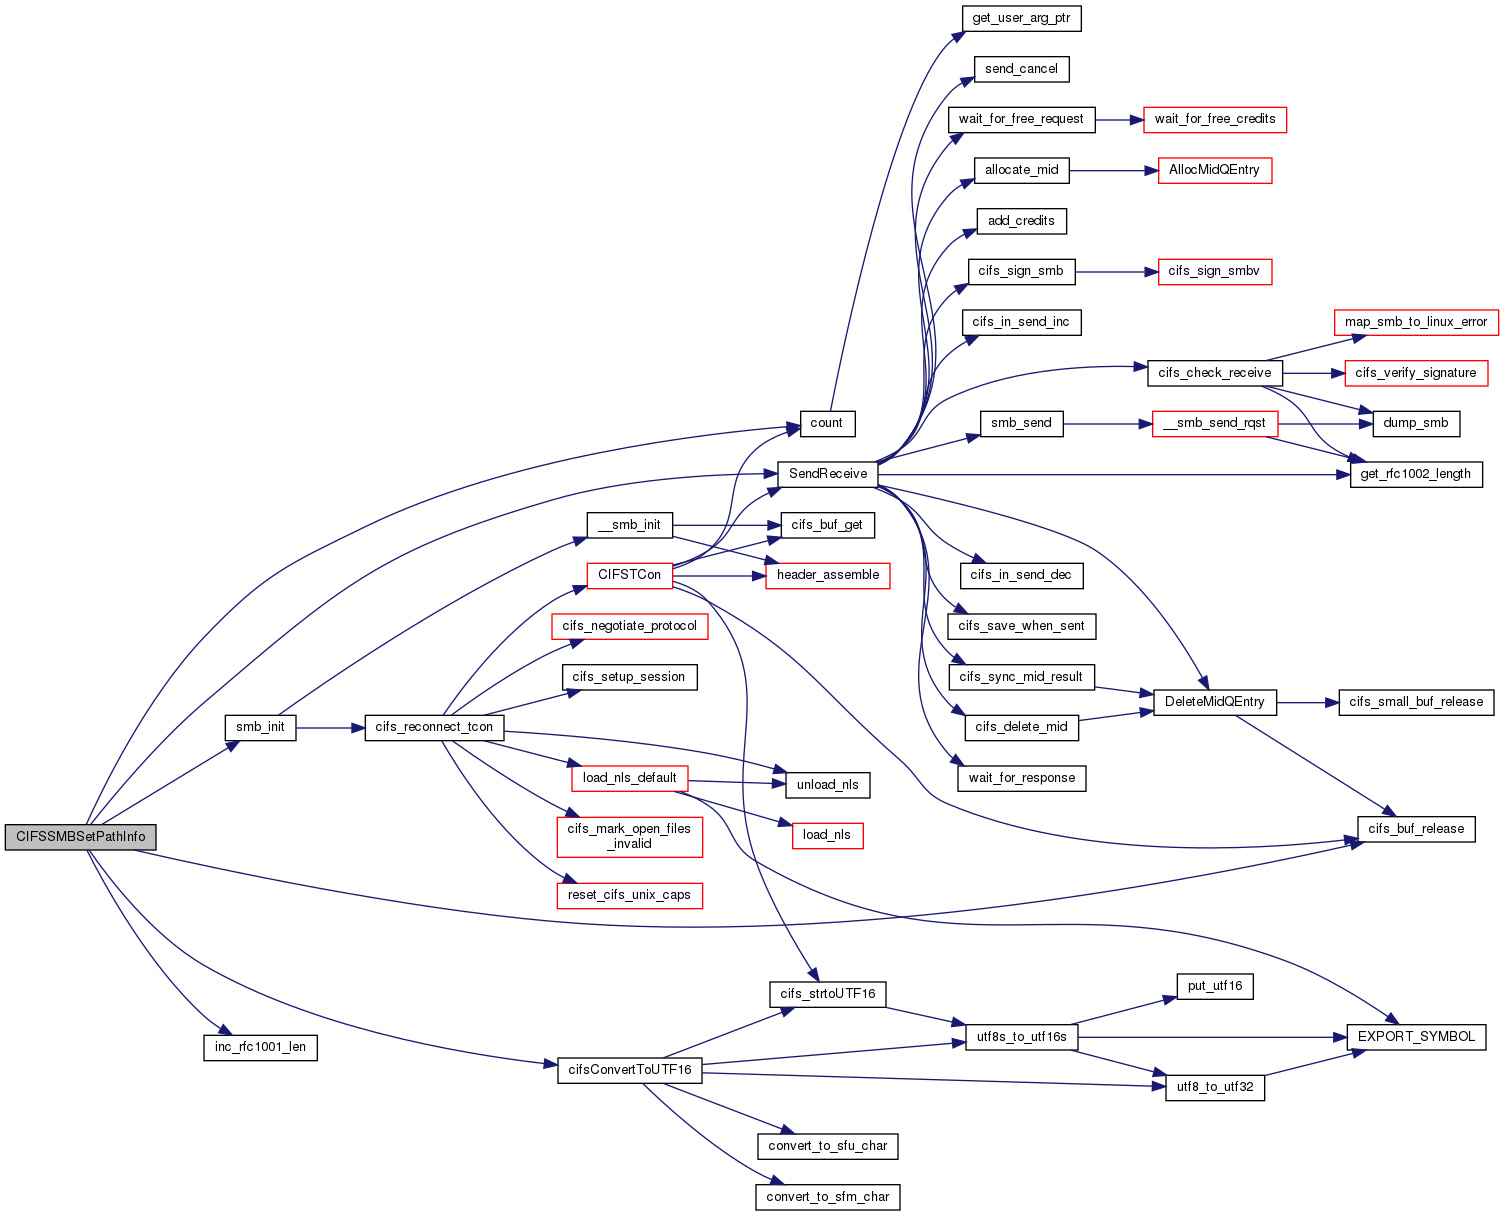 get_user_arg_ptr
send_cancel
wait_for_free_request
wait_for_free_credits
allocate_mid
AllocMidQEntry
add_credits
cifs_sign_smb
cifs_sign_smbv
cifs_in_send_inc
map_smb_to_linux_error
cifs_check_receive
cifs_verify_signature
count
smb_send
__smb_send_rqst
dump_smb
SendReceive
get_rfc1002_length
__smb_init
cifs_buf_get
CIFSTCon
header_assemble
cifs_in_send_dec
cifs_negotiate_protocol
cifs_save_when_sent
cifs_setup_session
cifs_sync_mid_result
DeleteMidQEntry
cifs_small_buf_release
smb_init
cifs_reconnect_tcon
cifs_delete_mid
load_nls_default
unload_nls
wait_for_response
CIFSSMBSetPathInfo
cifs_mark_open_files
_invalid
load_nls
cifs_buf_release
reset_cifs_unix_caps
cifs_strtoUTF16
put_utf16
inc_rfc1001_len
utf8s_to_utf16s
EXPORT_SYMBOL
cifsConvertToUTF16
utf8_to_utf32
convert_to_sfu_char
convert_to_sfm_char